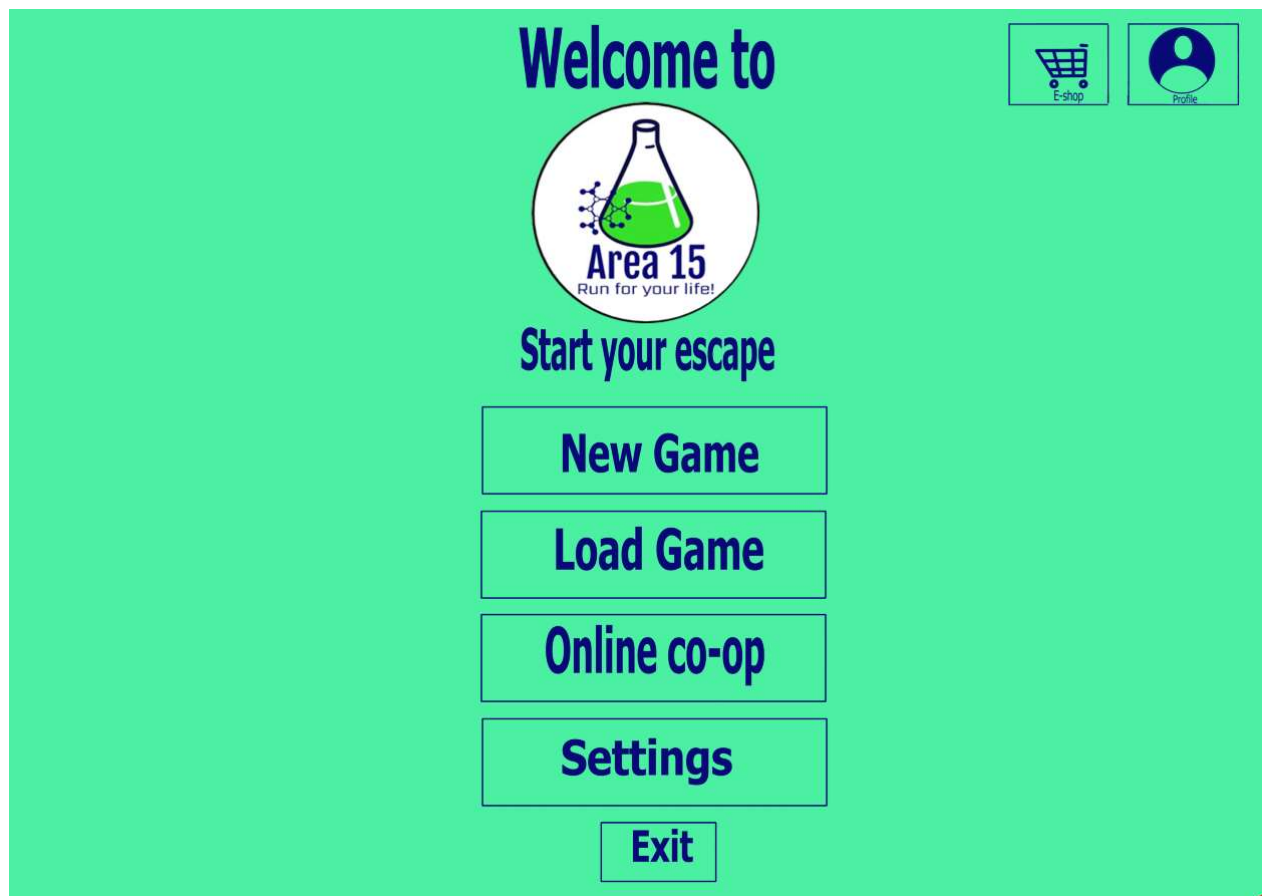 Welcome to
E-shop
Profile
Area 15
Run for your life!
Start your escape
New Game
Load Game
Online co-op
Settings
Exit